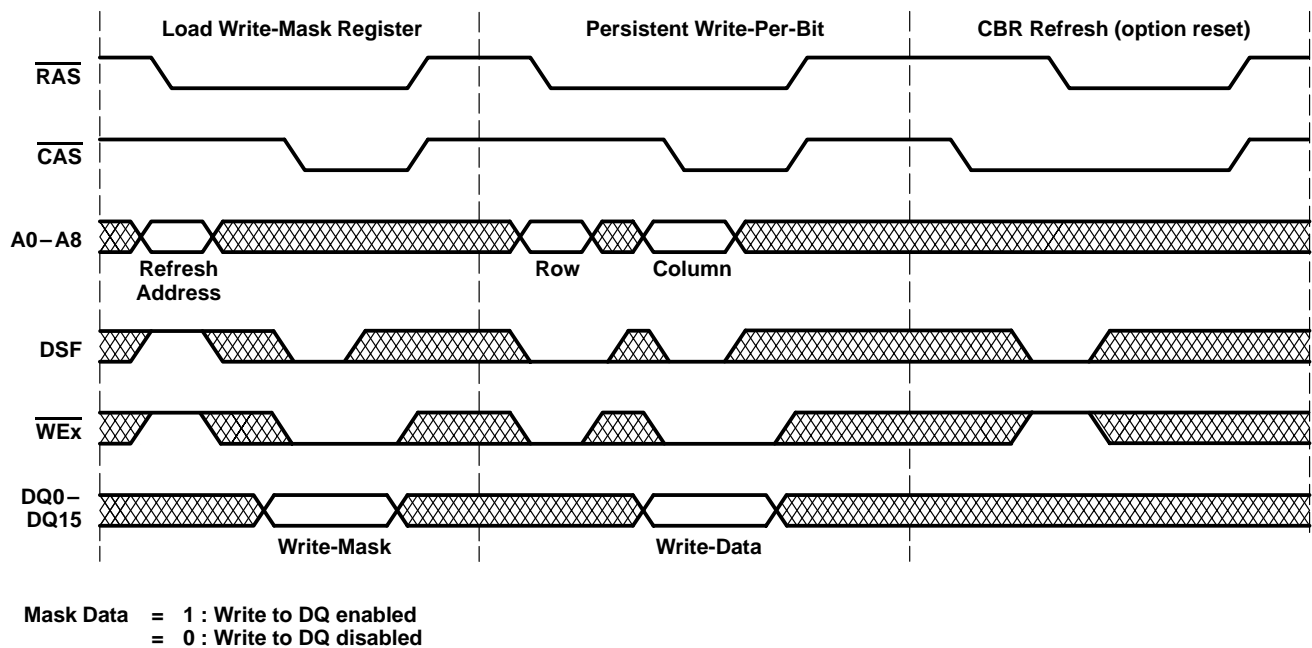 Load Write-Mask Register
Persistent Write-Per-Bit
CBR Refresh (option reset)
RAS
CAS
A0–A8
Refresh
Address
Row
Column
DSF
WEx
DQ0–
DQ15
Write-Mask
Write-Data
Mask Data = 1 : Write to DQ enabled
= 0 : Write to DQ disabled